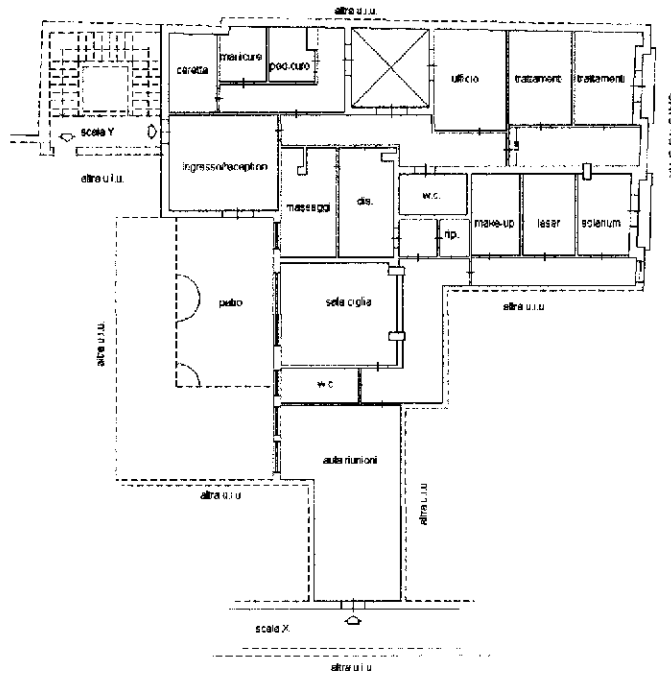 altra u.i.u.
manicure
ceretta
ped.curo
ufficio
trattamenti
trattamenti
scala Y
altra u.i.u.
ingresso/reception
massaggi
dis.
w.c.
rip.
make-up
laser
solarium
patio
sala ciglia
altra u.i.u
altra u.i.u.
w.c
aula riunioni
altra u.i.u
altra u.i.u
scala X
altra u.i.u